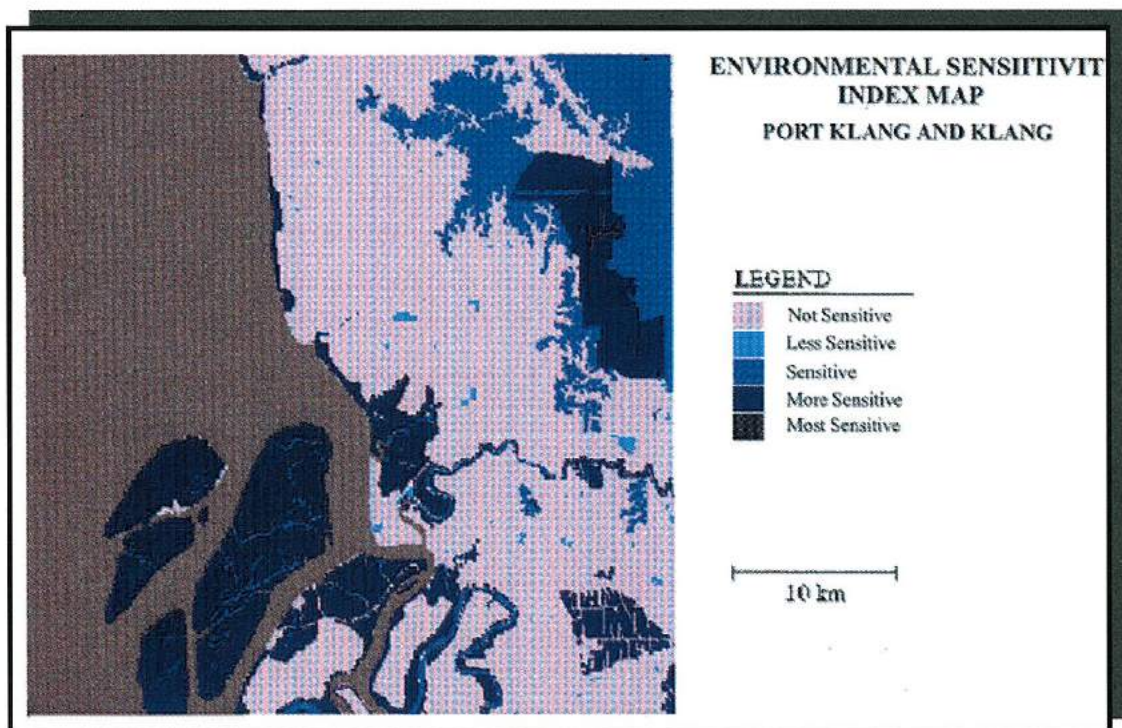 ENVIRONMENTAL SENSIITIVIT
INDEX MAP
PORT KLANG AND KLANG
LEGEND
Not Sensitive
Less Sensitive
Sensitive
More Sensitive
Most Sensitive
10 km